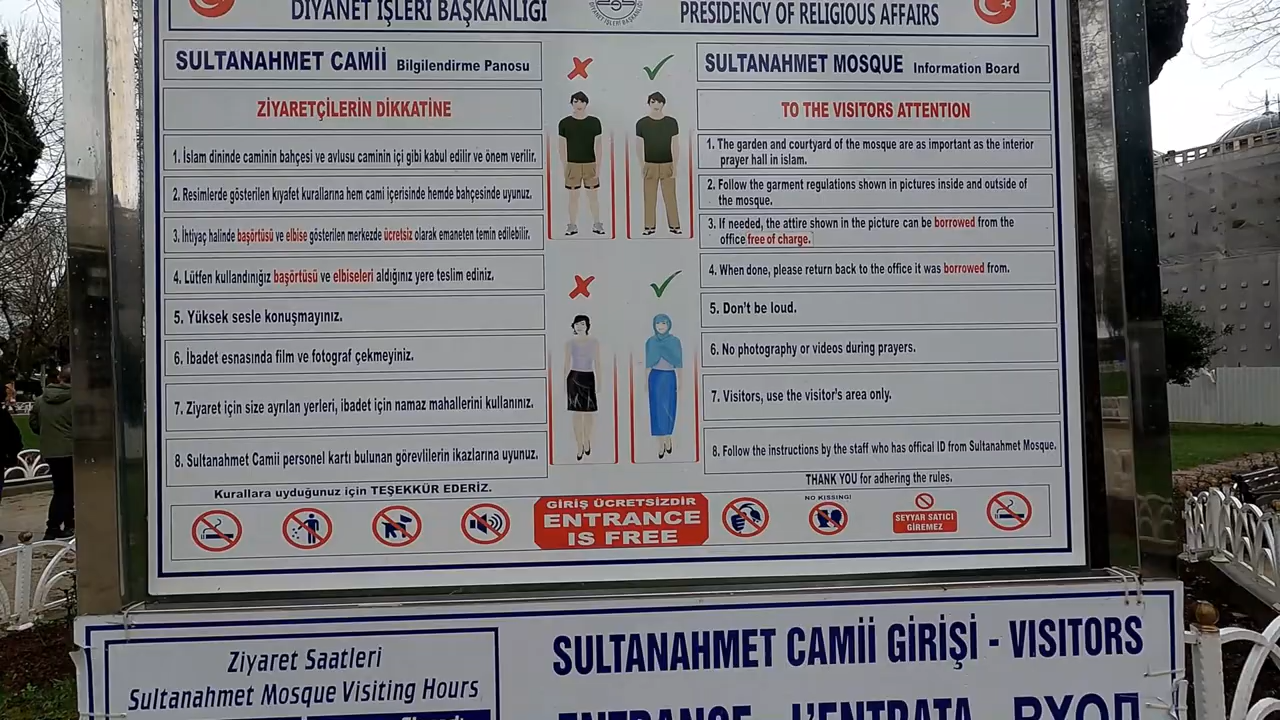 DİYANET İŞLERİ BAŞKANLIĞI
DİYANET İŞLERİ BAŞKANLIĞI
PRESIDENCY OF RELIGIOUS AFFAIRS
SULTANAHMET CAMİİ Bilgilendirme Panosu
ZİYARETÇİLERİN DİKKATİNE
1. İslam dininde caminin bahçesi ve avlusu caminin içi gibi kabul edilir ve önem verilir.
2. Resimlerde gösterilen kıyafet kurallarına hem cami içerisinde hemde bahçesinde uyunuz.
3. İhtiyaç halinde başörtüsü ve elbise gösterilen merkezde ücretsiz olarak emaneten temin edilebilir.
4. Lütfen kullandınığız başörtüsü ve elbiseleri aldığınız yere teslim ediniz.
5. Yüksek sesle konuşmayınız.
6. İbadet esnasında film ve fotograf çekmeyiniz.
7. Ziyaret için size ayrılan yerleri, ibadet için namaz mahallerini kullanınız.
8. Sultanahmet Camii personel kartı bulunan görevlilerin ikazlarına uyunuz.
Kurallara uyduğunuz için TEŞEKKÜR EDERİZ.
SULTANAHMET MOSQUE Information Board
TO THE VISITORS ATTENTION
1. The garden and courtyard of the mosque are as important as the interior
prayer hall in islam.
2. Follow the garment regulations shown in pictures inside and outside of
the mosque.
3. If needed, the attire shown in the picture can be borrowed from the
office free of charge.
4. When done, please return back to the office it was borrowed from.
5. Don't be loud.
6. No photography or videos during prayers.
7. Visitors, use the visitor's area only.
8. Follow the instructions by the staff who has offical ID from Sultanahmet Mosque.
THANK YOU for adhering the rules.
GİRİŞ ÜCRETSİZDİR
ENTRANCE
IS FREE
NO KISSING!
SEYYAR SATICI
GİREMEZ
Ziyaret Saatleri
Sultanahmet Mosque Visiting Hours
SULTANAHMET CAMİİ GİRİŞİ - VISITORS
ENTRANCE - L'ENTRATA - ВХОД